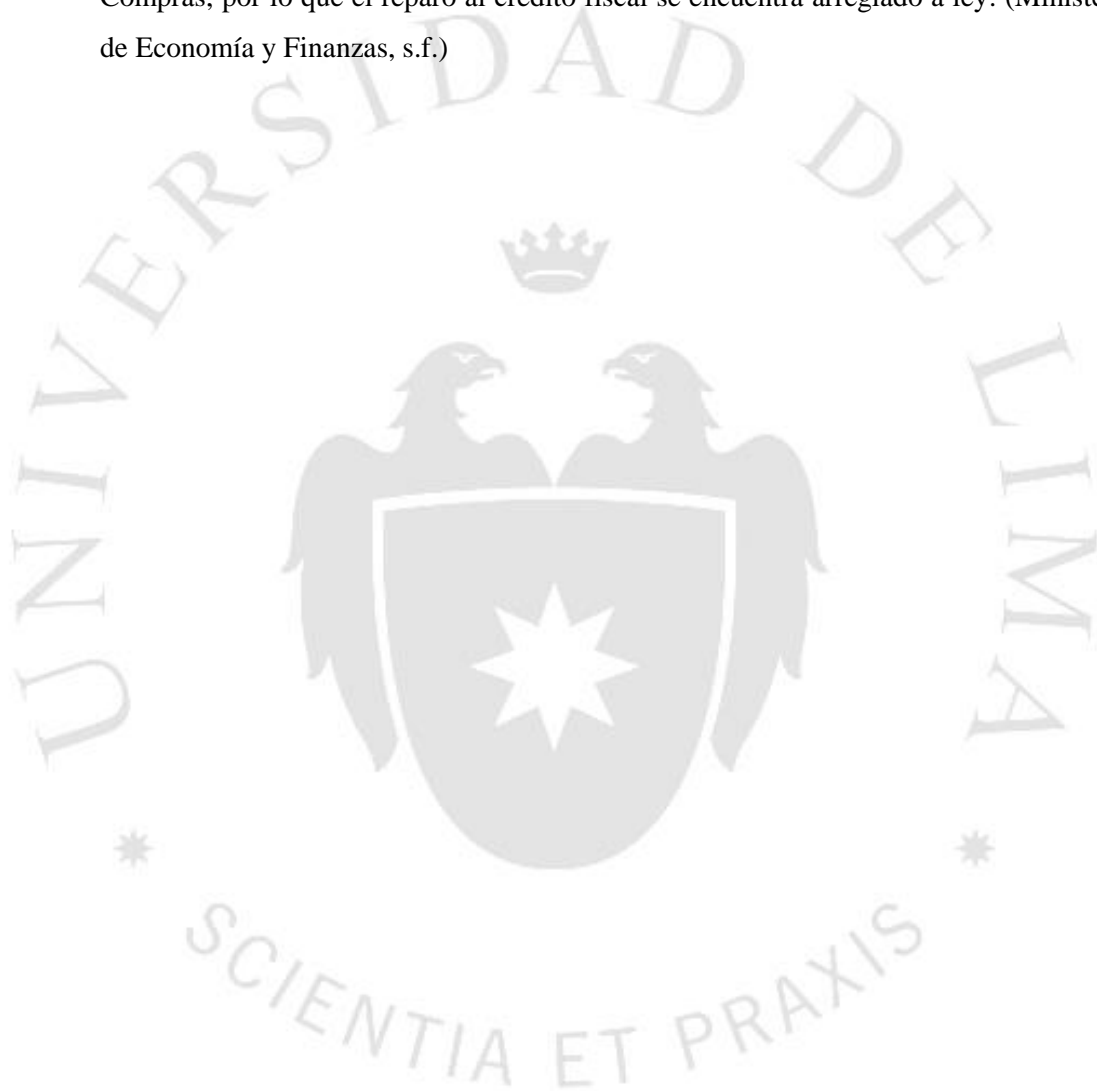 Compras, por lo que el reparo al crédito fiscal se encuentra arreglado a ley. (Ministe
de Economía y Finanzas, s.f.)
UNIVERSIDAD DE LIMA
SCIENTIA ET PRAXIS